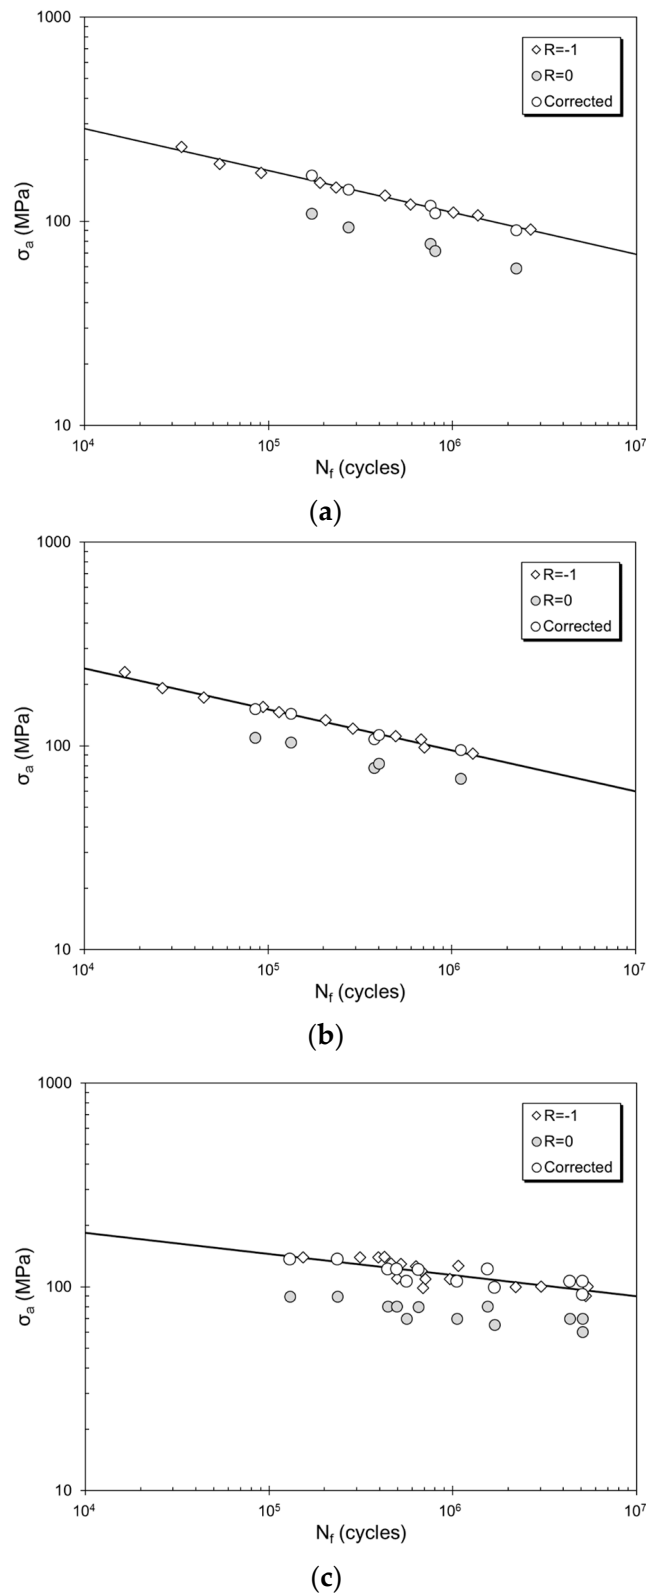 1000
R=-1
R=0
Corrected
σa (MPa)
100
10
10⁴ 10⁵ 10⁶ 10⁷
Nf (cycles)
(a)
1000
R=-1
R=0
Corrected
σa (MPa)
100
10
10⁴ 10⁵ 10⁶ 10⁷
Nf (cycles)
(b)
1000
R=-1
R=0
Corrected
σa (MPa)
100
10
10⁴ 10⁵ 10⁶ 10⁷
Nf (cycles)
(c)